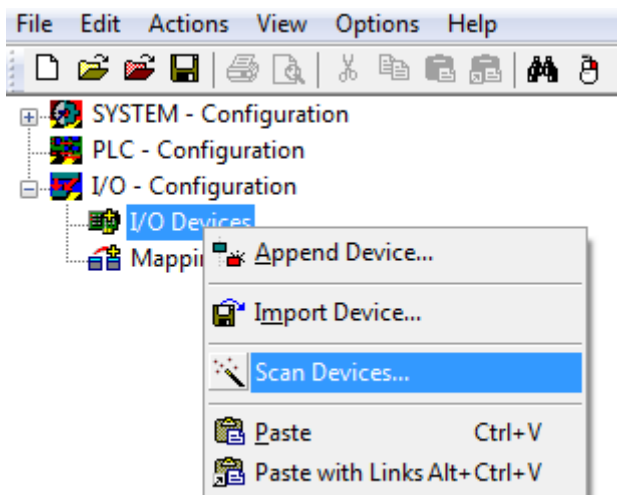 File Edit Actions View Options Help
SYSTEM - Configuration
PLC - Configuration
I/O - Configuration
I/O Devices
Mappi
Append Device...
Import Device...
Scan Devices...
Paste Ctrl+V
Paste with Links Alt+Ctrl+V